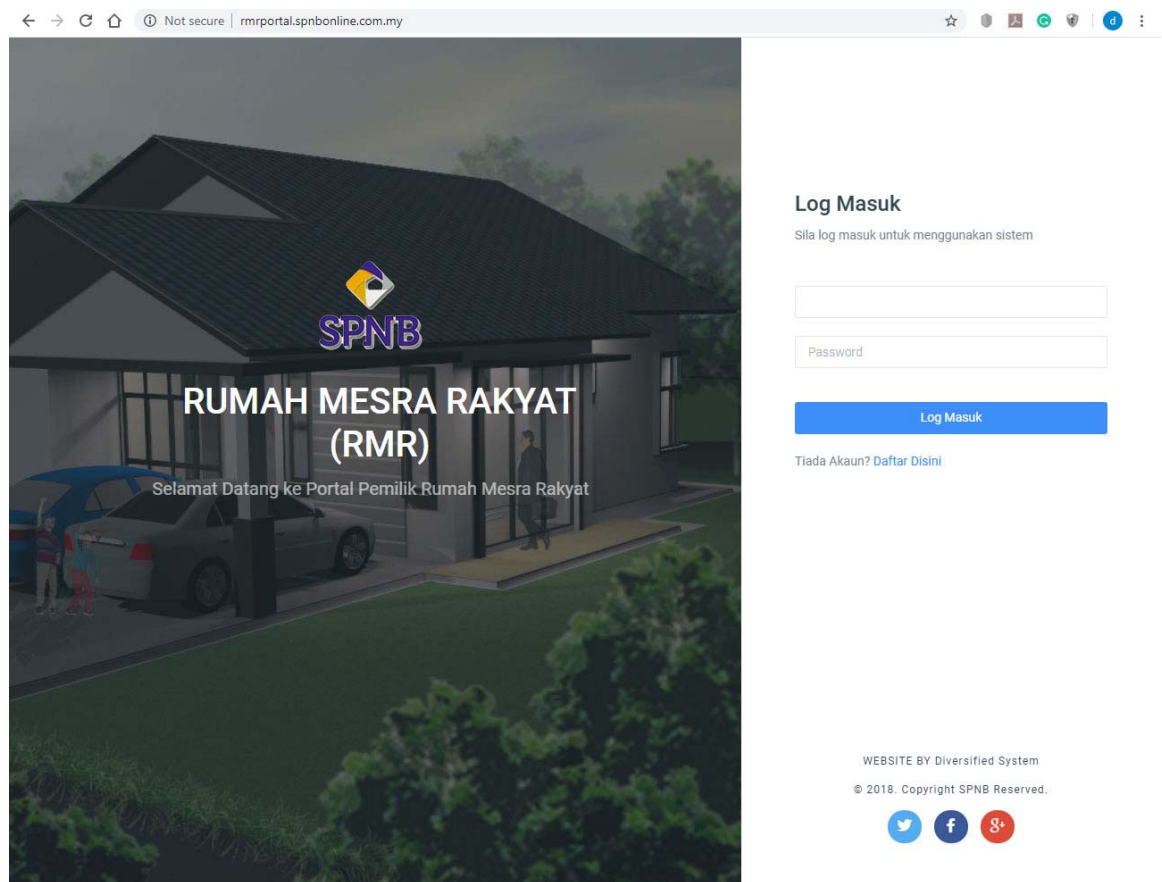 Not secure | rmrportal.spnbonline.com.my
d
SPNB
RUMAH MESRA RAKYAT
(RMR)
Selamat Datang ke Portal Pemilik Rumah Mesra Rakyat
Log Masuk
Sila log masuk untuk menggunakan sistem
Password
Log Masuk
Tiada Akaun? Daftar Disini
WEBSITE BY Diversified System
© 2018. Copyright SPNB Reserved.